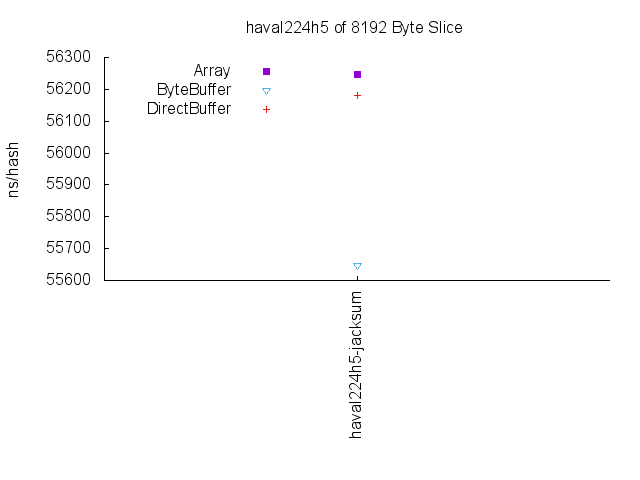 haval224h5 of 8192 Byte Slice
56300
56200
56100
56000
55900
55800
55700
55600
ns/hash
Array
ByteBuffer
DirectBuffer
haval224h5-jacksum